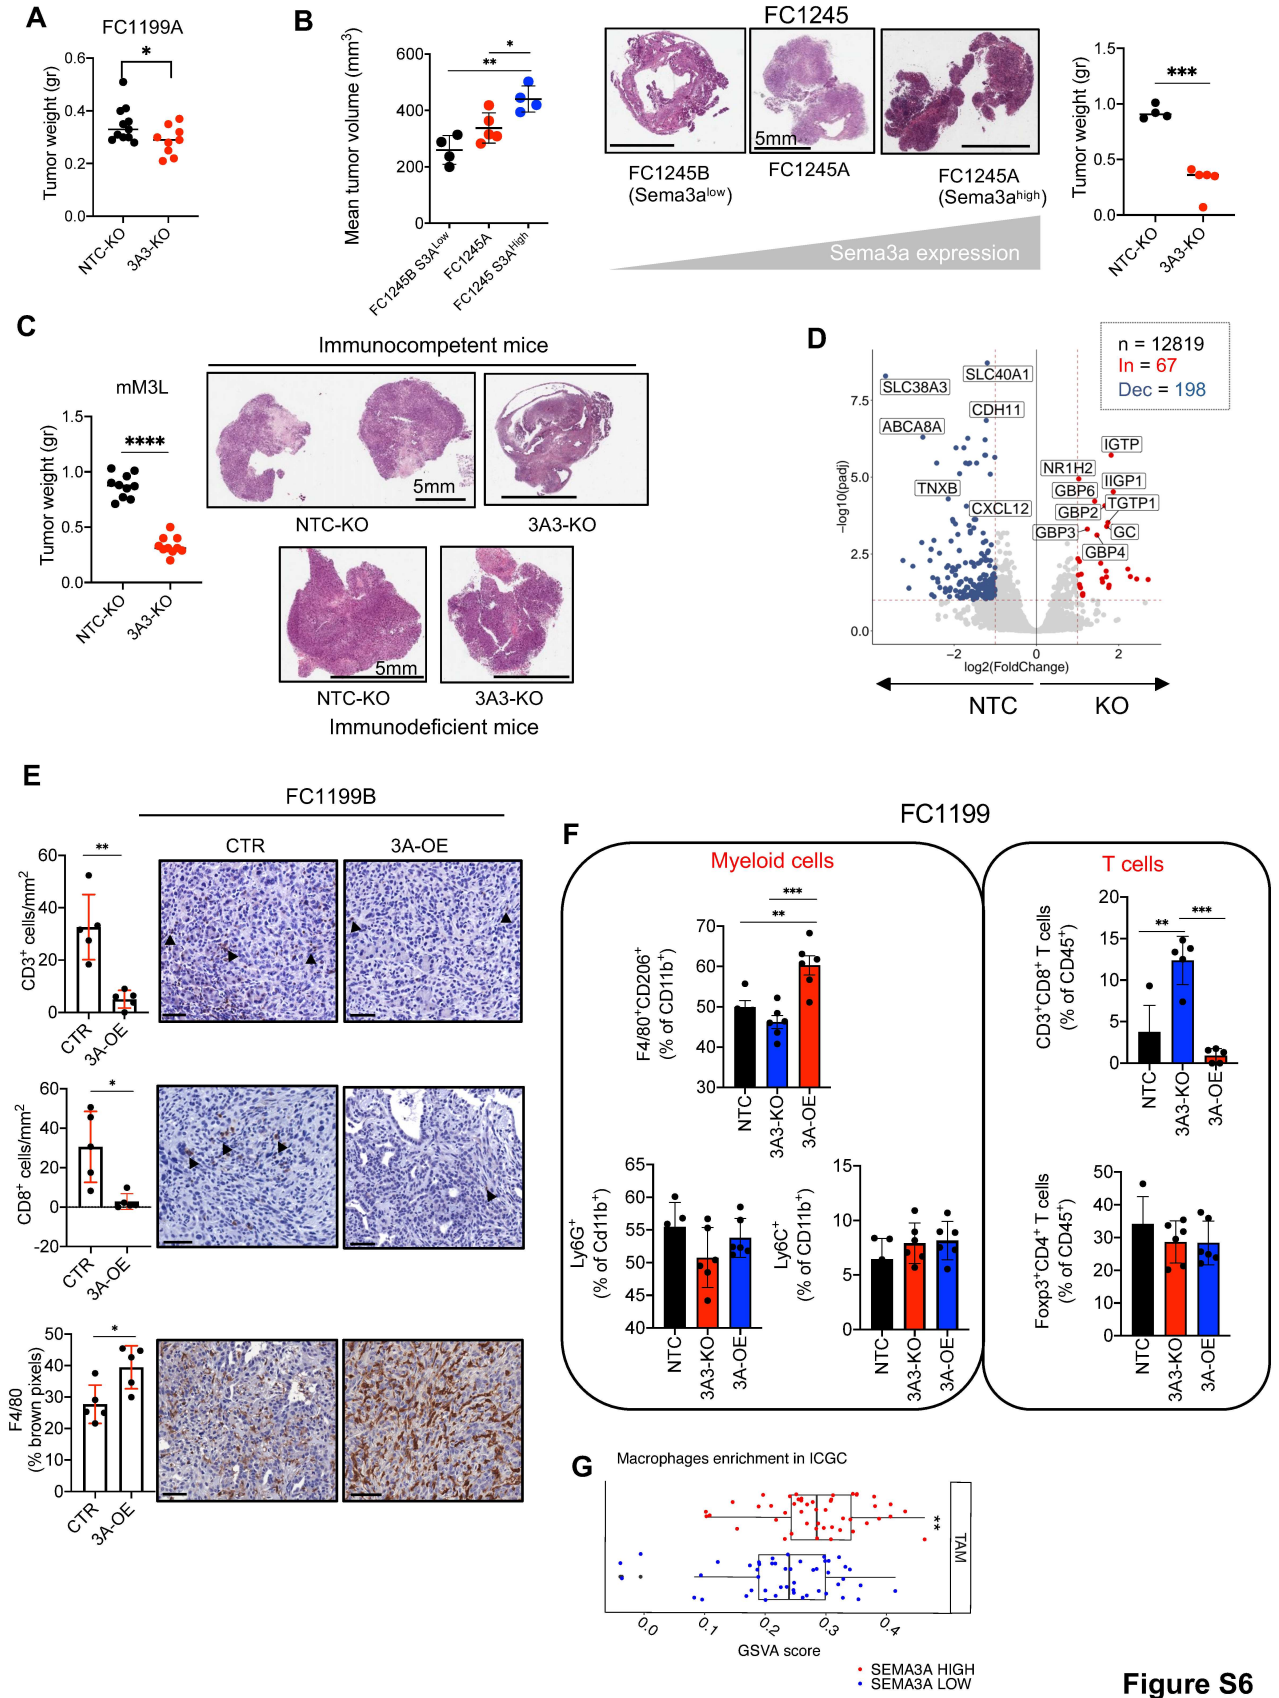 A
FC1199A
*
Tumor weight (gr)
0.6
0.4
0.2
0.0
NTC-KO
3A3-KO
B
Mean tumor volume (mm³)
600
400
200
0
*
**
FC1245B S3A^Low
FC1245A
FC1245 S3A^High
FC1245
5mm
FC1245B
(Sema3a^low)
FC1245A
FC1245A
(Sema3a^high)
Sema3a expression
Tumor weight (gr)
1.5
1.0
0.5
0.0
***
NTC-KO
3A3-KO
C
mM3L
Tumor weight (gr)
1.5
1.0
0.5
0.0
****
NTC-KO
3A3-KO
Immunocompetent mice
5mm
NTC-KO
3A3-KO
5mm
NTC-KO
3A3-KO
Immunodeficient mice
D
n = 12819
In = 67
Dec = 198
-log10(padj)
7.5
5.0
2.5
0.0
SLC38A3
SLC40A1
CDH11
ABCA8A
TNXB
CXCL12
IGTP
NR1H2
IIGP1
GBP6
TGTP1
GBP2
GBP3
GC
GBP4
−2
0
2
log2(FoldChange)
NTC
KO
E
FC1199B
CTR
3A-OE
CD3⁺ cells/mm²
60
40
20
0
**
CTR
3A-OE
CD8⁺ cells/mm²
60
40
20
0
-20
*
CTR
3A-OE
F4/80
(% brown pixels)
50
40
30
20
10
0
*
CTR
3A-OE
FC1199
F
Myeloid cells
F4/80⁺CD206⁺
(% of CD11b⁺)
70
60
50
40
30
***
**
NTC
3A3-KO
3A-OE
Ly6G⁺
(% of Cd11b⁺)
65
60
55
50
45
40
NTC
3A3-KO
3A-OE
Ly6C⁺
(% of CD11b⁺)
15
10
5
0
NTC
3A3-KO
3A-OE
T cells
CD3⁺CD8⁺ T cells
(% of CD45⁺)
20
15
10
5
0
**
***
NTC
3A3-KO
3A-OE
Foxp3⁺CD4⁺ T cells
(% of CD45⁺)
50
40
30
20
10
0
NTC
3A3-KO
3A-OE
G
Macrophages enrichment in ICGC
**
TAM
0.0
0.1
0.2
0.3
0.4
GSVA score
SEMA3A HIGH
SEMA3A LOW
Figure S6